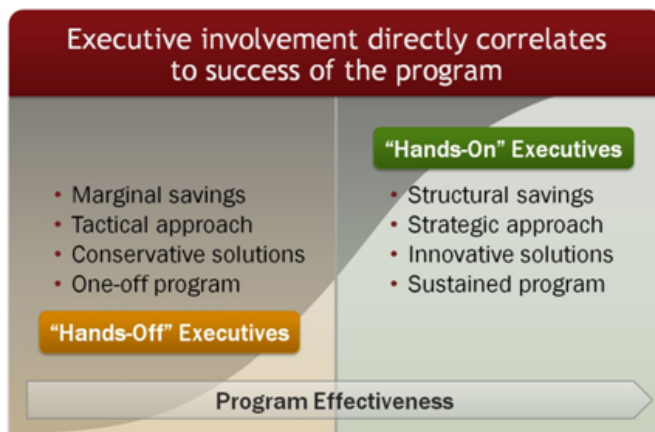 Executive involvement directly correlates
to success of the program
• Marginal savings
• Tactical approach
• Conservative solutions
• One-off program
"Hands-Off" Executives
“Hands-On” Executives
• Structural savings
• Strategic approach
• Innovative solutions
• Sustained program
Program Effectiveness